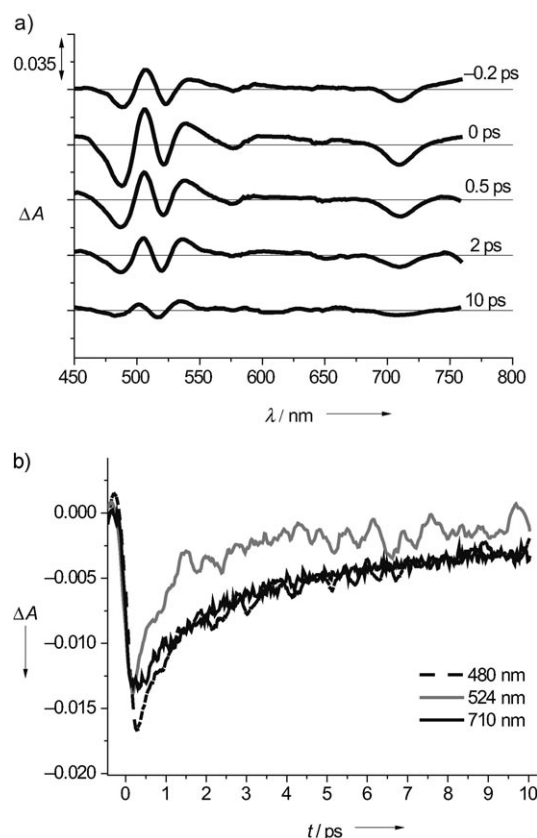 a)
0.035
–0.2 ps
0 ps
0.5 ps
ΔA
2 ps
10 ps
450 500 550 600 650 700 750 800
λ / nm
b)
0.000
–0.005
ΔA
–0.010
480 nm
–0.015
524 nm
710 nm
–0.020
0 1 2 3 4 5 6 7 8 9 10
t / ps